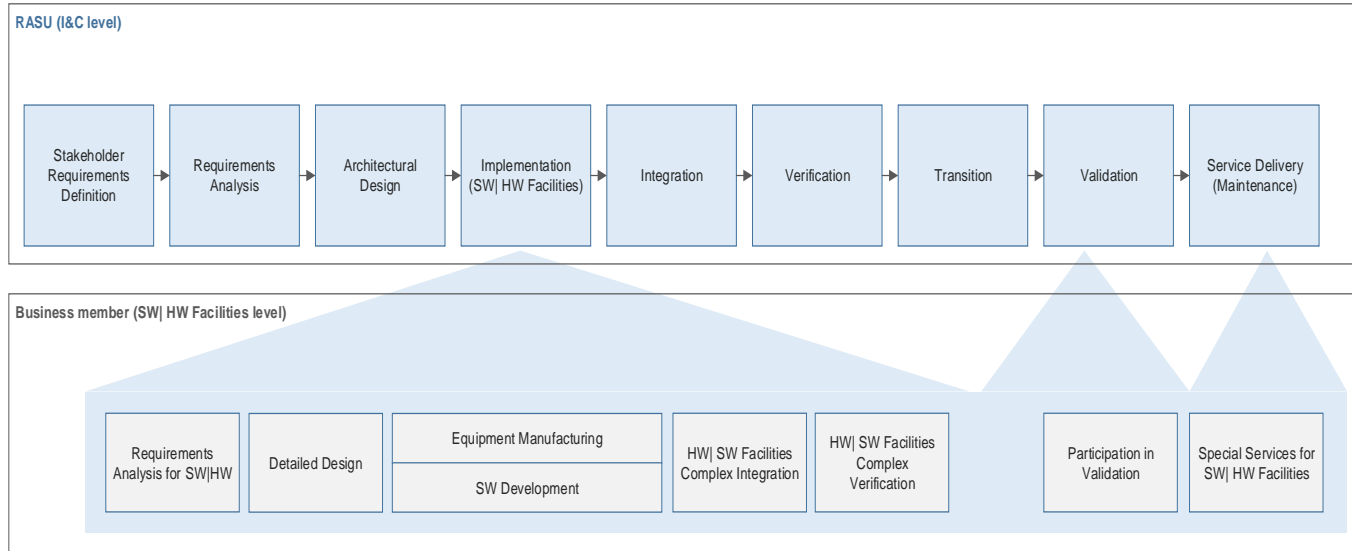 RASU (I&C level)
Stakeholder
Requirements
Definition
Requirements
Analysis
Architectural
Design
Implementation
(SW| HW Facilities)
Integration
Verification
Transition
Validation
Service Delivery
(Maintenance)
Business member (SW| HW Facilities level)
Requirements
Analysis for SW|HW
Detailed Design
Equipment Manufacturing
SW Development
HW| SW Facilities
Complex Integration
HW| SW Facilities
Complex
Verification
Participation in
Validation
Special Services for
SW| HW Facilities